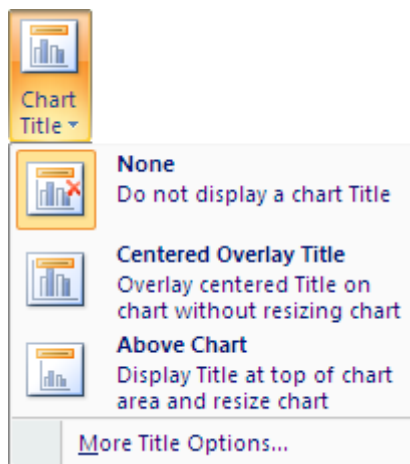 Chart
Title
None
Do not display a chart Title
Centered Overlay Title
Overlay centered Title on
chart without resizing chart
Above Chart
Display Title at top of chart
area and resize chart
More Title Options...